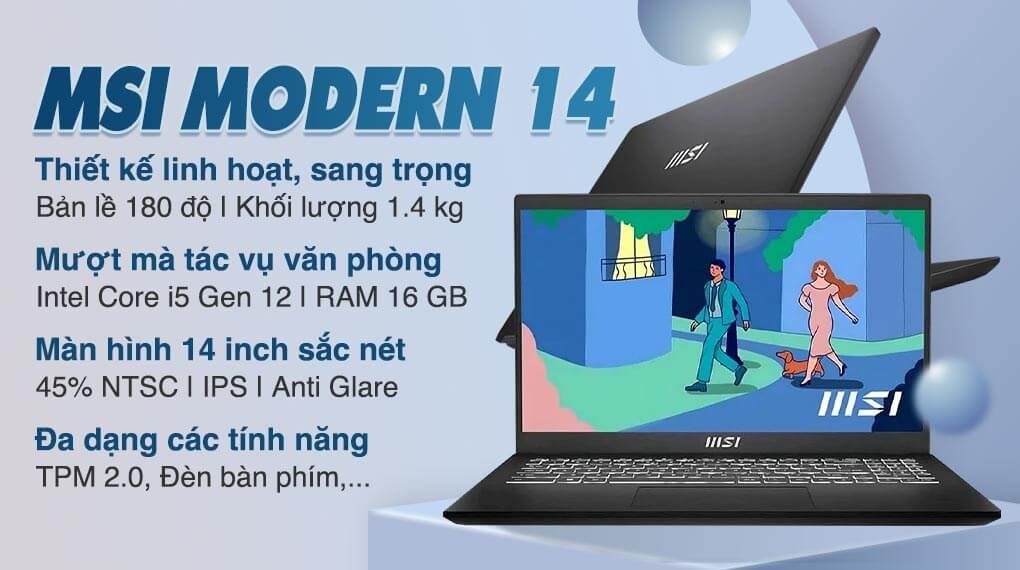 MSI MODERN 14
Thiết kế linh hoạt, sang trọng
Bản lề 180 độ | Khối lượng 1.4 kg
Mượt mà tác vụ văn phòng
Intel Core i5 Gen 12 | RAM 16 GB
Màn hình 14 inch sắc nét
45% NTSC | IPS | Anti Glare
Đa dạng các tính năng
TPM 2.0, Đèn bàn phím,...
msi
msi
msi